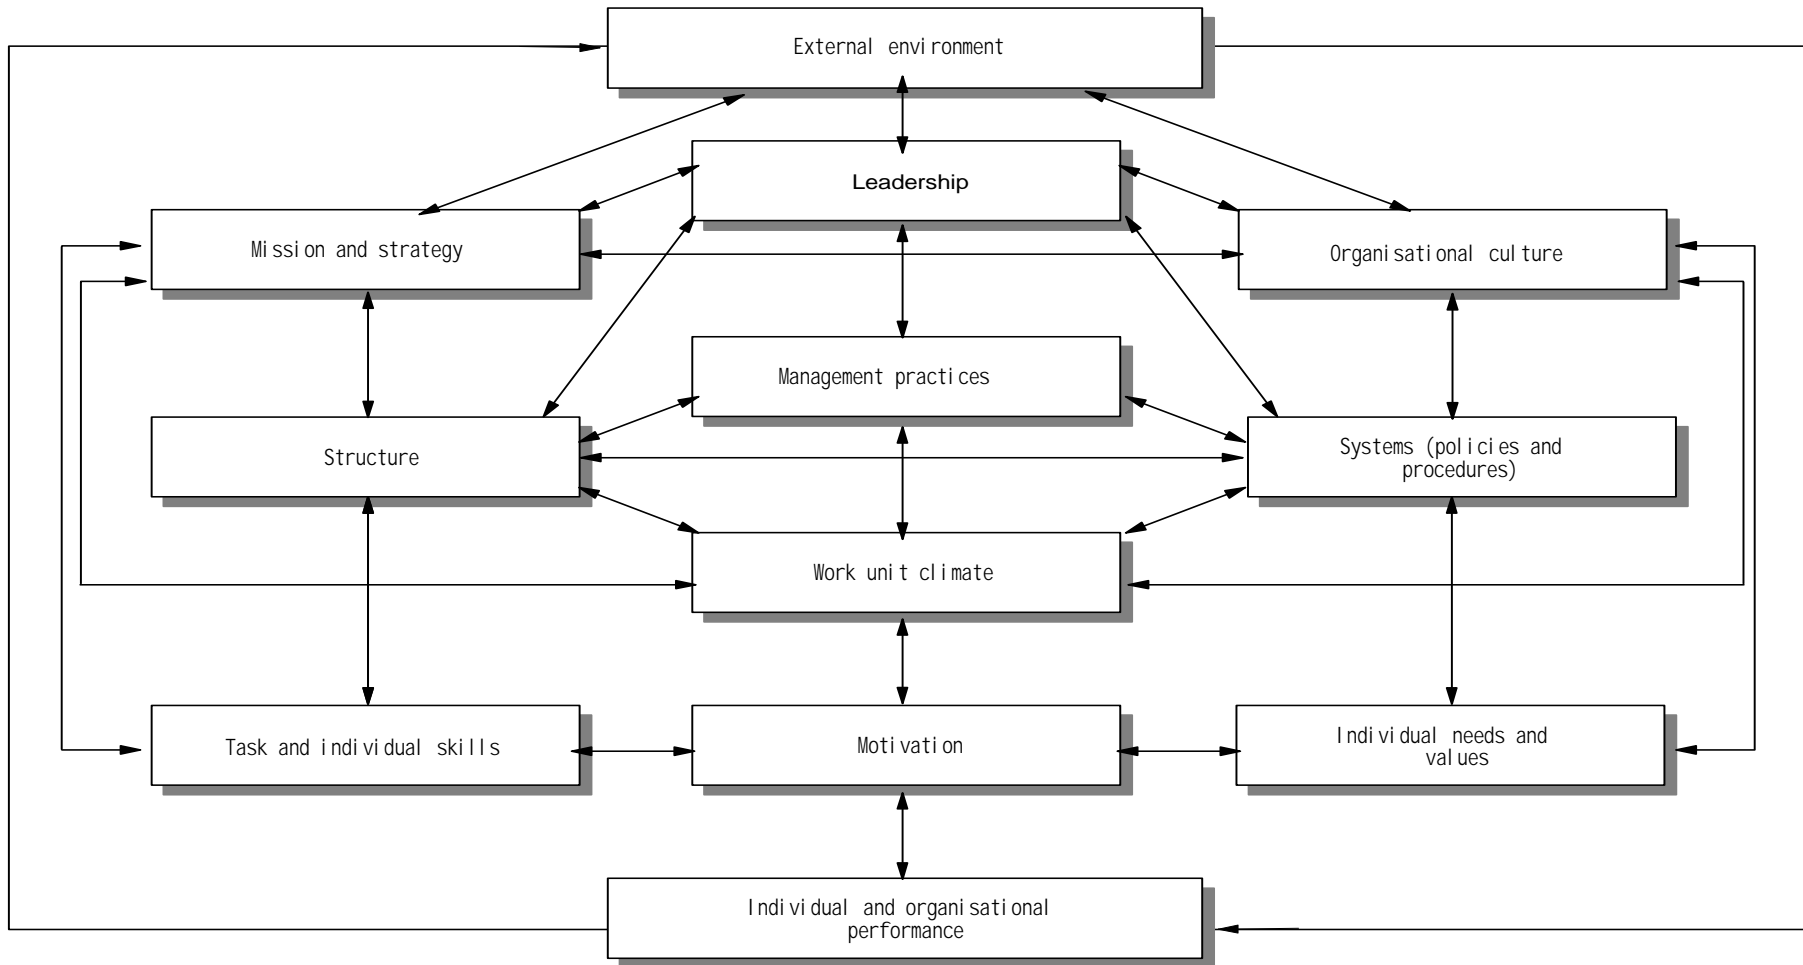 External environment
Leadership
Mission and strategy
Organisational culture
Management practices
Structure
Systems (policies and
procedures)
Work unit climate
Task and individual skills
Motivation
Individual needs and
values
Individual and organisational
performance